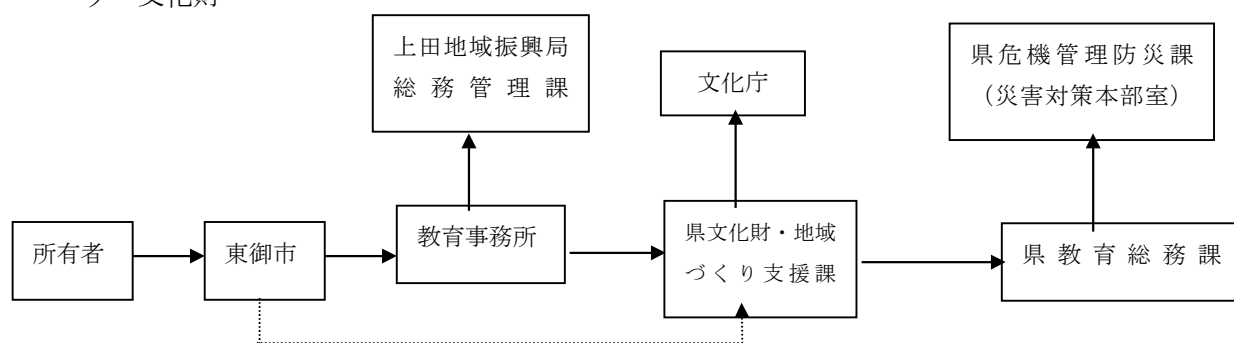 文化財
上田地域振興局
総務管理課
文化庁
県危機管理防災課
（災害対策本部室）
所有者
東御市
教育事務所
県文化財・地域
づくり支援課
県教育総務課